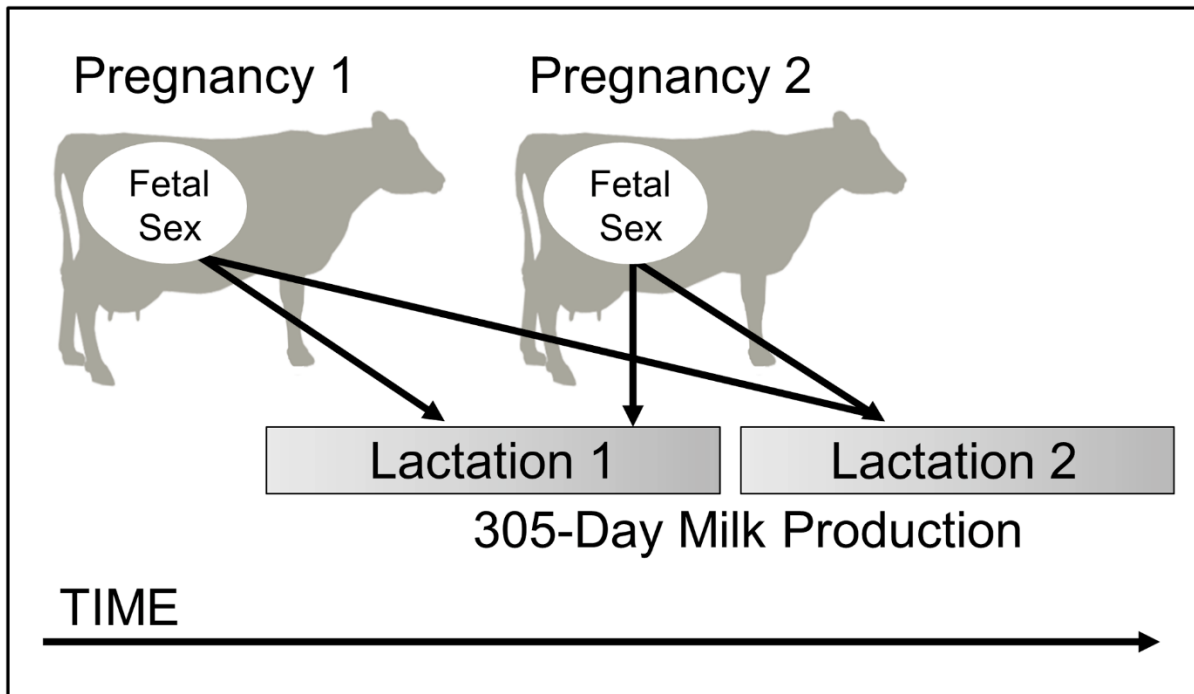 Pregnancy 1
Pregnancy 2
Fetal
Sex
Fetal
Sex
Lactation 1
Lactation 2
305-Day Milk Production
TIME